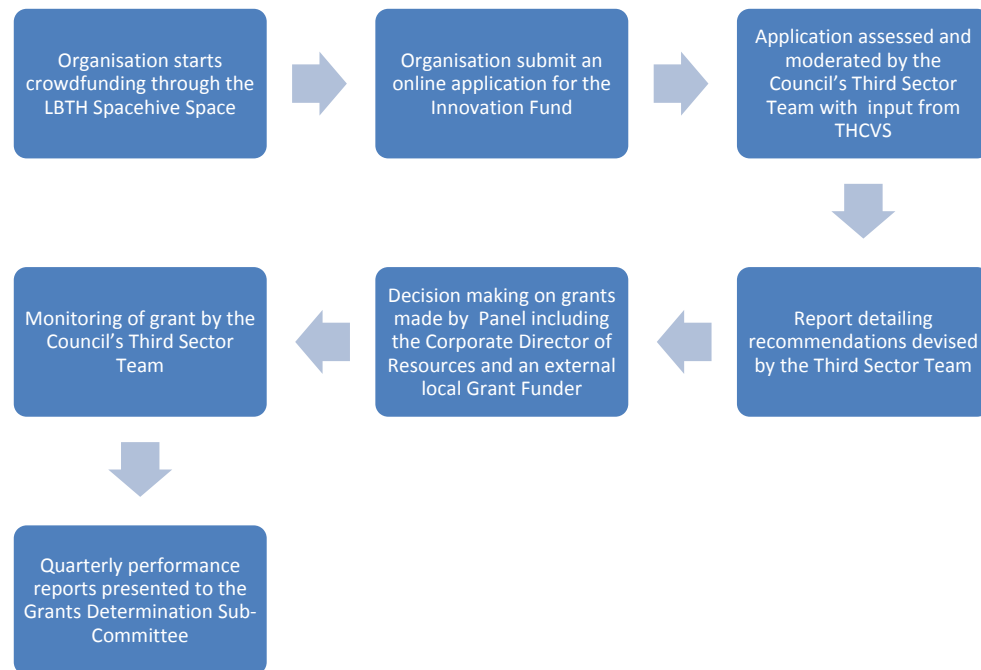 Organisation starts
crowdfunding through the
LBTH Spacehive Space
Organisation submit an
online application for the
Innovation Fund
Application assessed and
moderated by the
Council’s Third Sector
Team with input from
THCVS
Report detailing
recommendations devised
by the Third Sector Team
Decision making on grants
made by Panel including
the Corporate Director of
Resources and an external
local Grant Funder
Monitoring of grant by the
Council’s Third Sector
Team
Quarterly performance
reports presented to the
Grants Determination Sub-
Committee